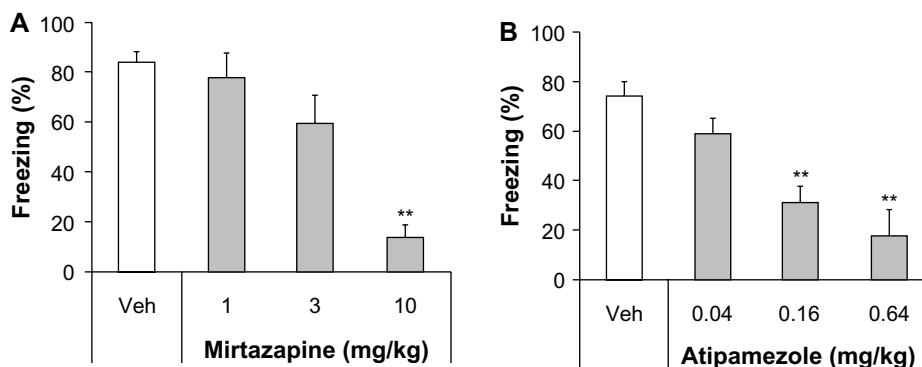 A
Freezing (%)
100
80
60
40
20
0
**
Veh 1 3 10
Mirtazapine (mg/kg)
B
Freezing (%)
100
80
60
40
20
0
** **
Veh 0.04 0.16 0.64
Atipamezole (mg/kg)